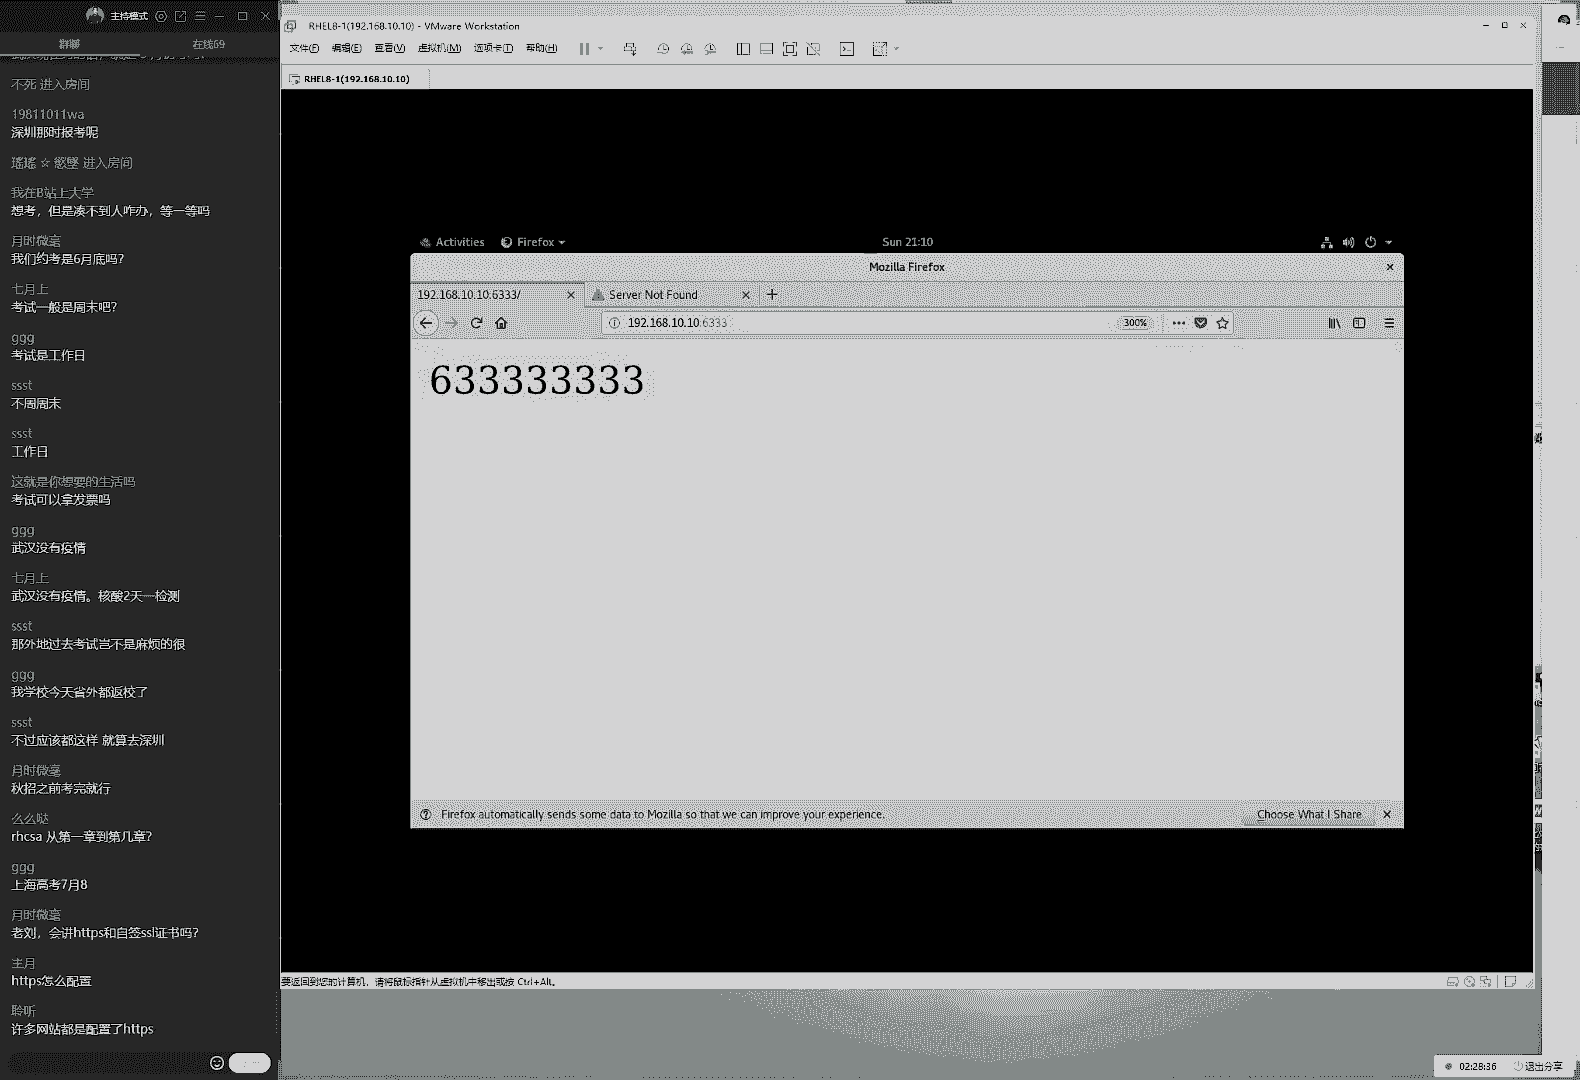 主持模式
群聊
在线69
不死 进入房间
19811011wa
深圳那时报考呢
我在B站上大学
想考，但是凑不到人咋办，等一等吗
月时微毫
我们约考是6月底吗?
七月上
考试一般是周末吧?
ggg
考试是工作日
ssst
不周周末
ssst
工作日
这就是你想要的生活吗
考试可以拿发票吗
ggg
武汉没有疫情
七月上
武汉没有疫情。核酸2天一检测
ssst
那外地过去考试岂不是麻烦的很
ggg
我学校今天省外都返校了
ssst
不过应该都这样 就算去深圳
月时微毫
秋招之前考完就行
么么哒
rhcsa 从第一章到第几章?
ggg
上海高考7月8
月时微毫
老刘，会讲https和自签ssl证书吗?
主月
https怎么配置
聆听
许多网站都是配置了https
RHEL8-1(192.168.10.10) - VMware Workstation
文件(F) 编辑(E) 查看(V) 虚拟机(M) 选项卡(T) 帮助(H)
RHEL8-1(192.168.10.10)
Activities Firefox Sun 21:10
Mozilla Firefox
192.168.10.10:6333/ Server Not Found
192.168.10.10:6333 300%
633333333
Firefox automatically sends some data to Mozilla so that we can improve your experience. Choose What I Share
要返回到您的计算机，请将鼠标指针从虚拟机中移出或按 Ctrl+Alt。
02:28:36 退出分享